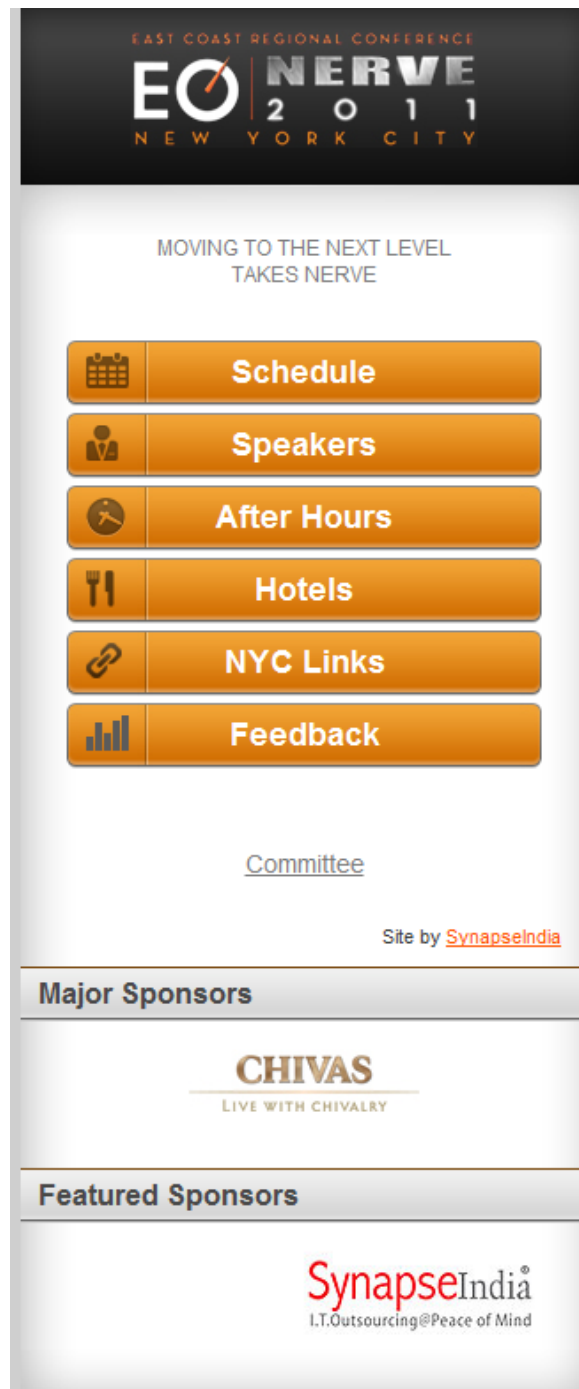 EAST COAST REGIONAL CONFERENCE
EO NERVE
2011
NEW YORK CITY
MOVING TO THE NEXT LEVEL
TAKES NERVE
Schedule
Speakers
After Hours
Hotels
NYC Links
Feedback
Committee
Site by SynapseIndia
Major Sponsors
CHIVAS
LIVE WITH CHIVALRY
Featured Sponsors
SynapseIndia®
I.T.Outsourcing@Peace of Mind